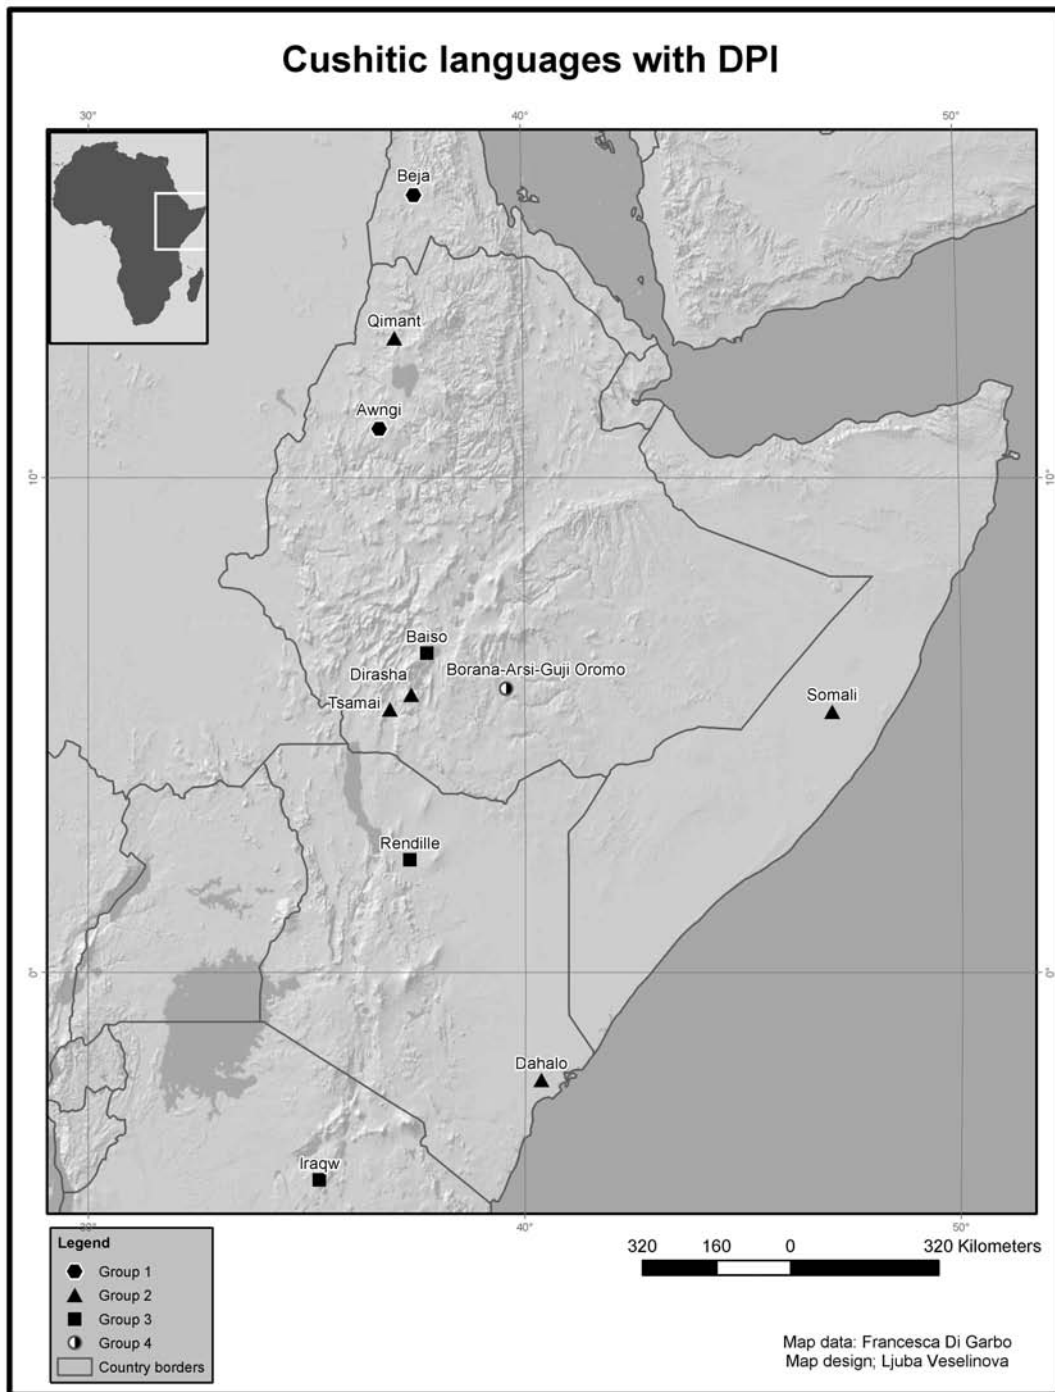 Cushitic languages with DPI
30° 40° 50°
Beja
Qimant
Awngi
10° 10°
Baiso
Dirasha Borana-Arsi-Guji Oromo
Tsamai Somali
Rendille
0° 0°
Dahalo
Iraqw
30° 40° 50°
Legend
Group 1
Group 2
Group 3
Group 4
Country borders
320 160 0 320 Kilometers
Map data: Francesca Di Garbo
Map design; Ljuba Veselinova